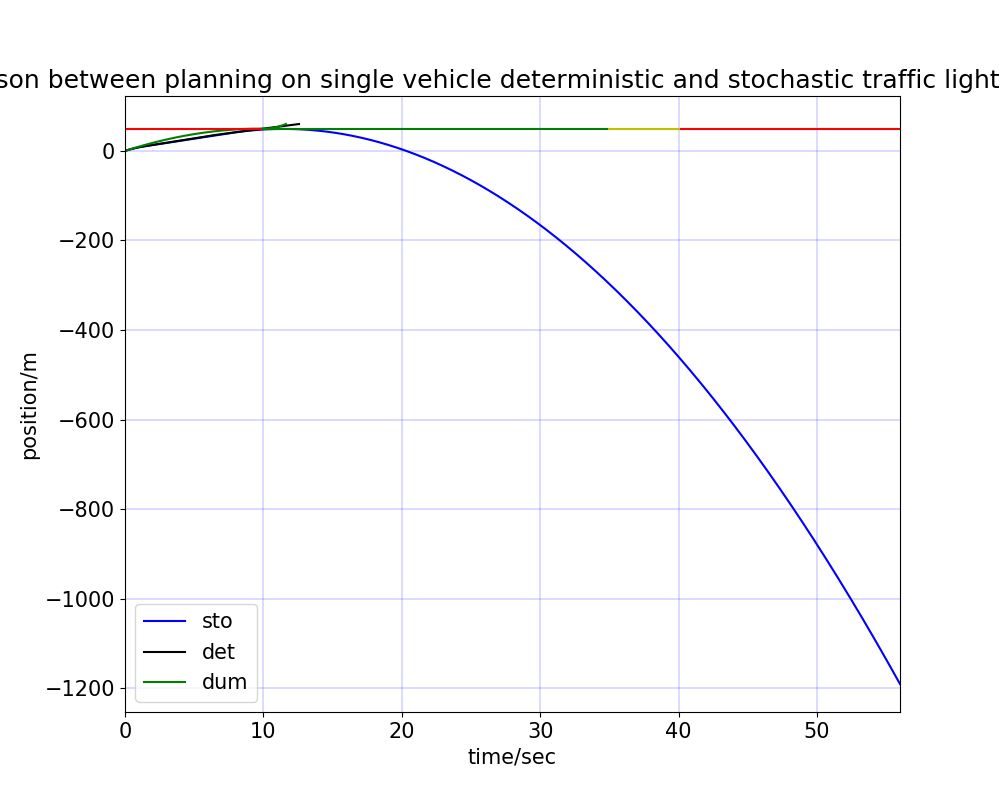 son between planning on single vehicle deterministic and stochastic traffic light
0
−200
−400
−600
−800
−1000
−1200
position/m
sto
det
dum
0 10 20 30 40 50
time/sec